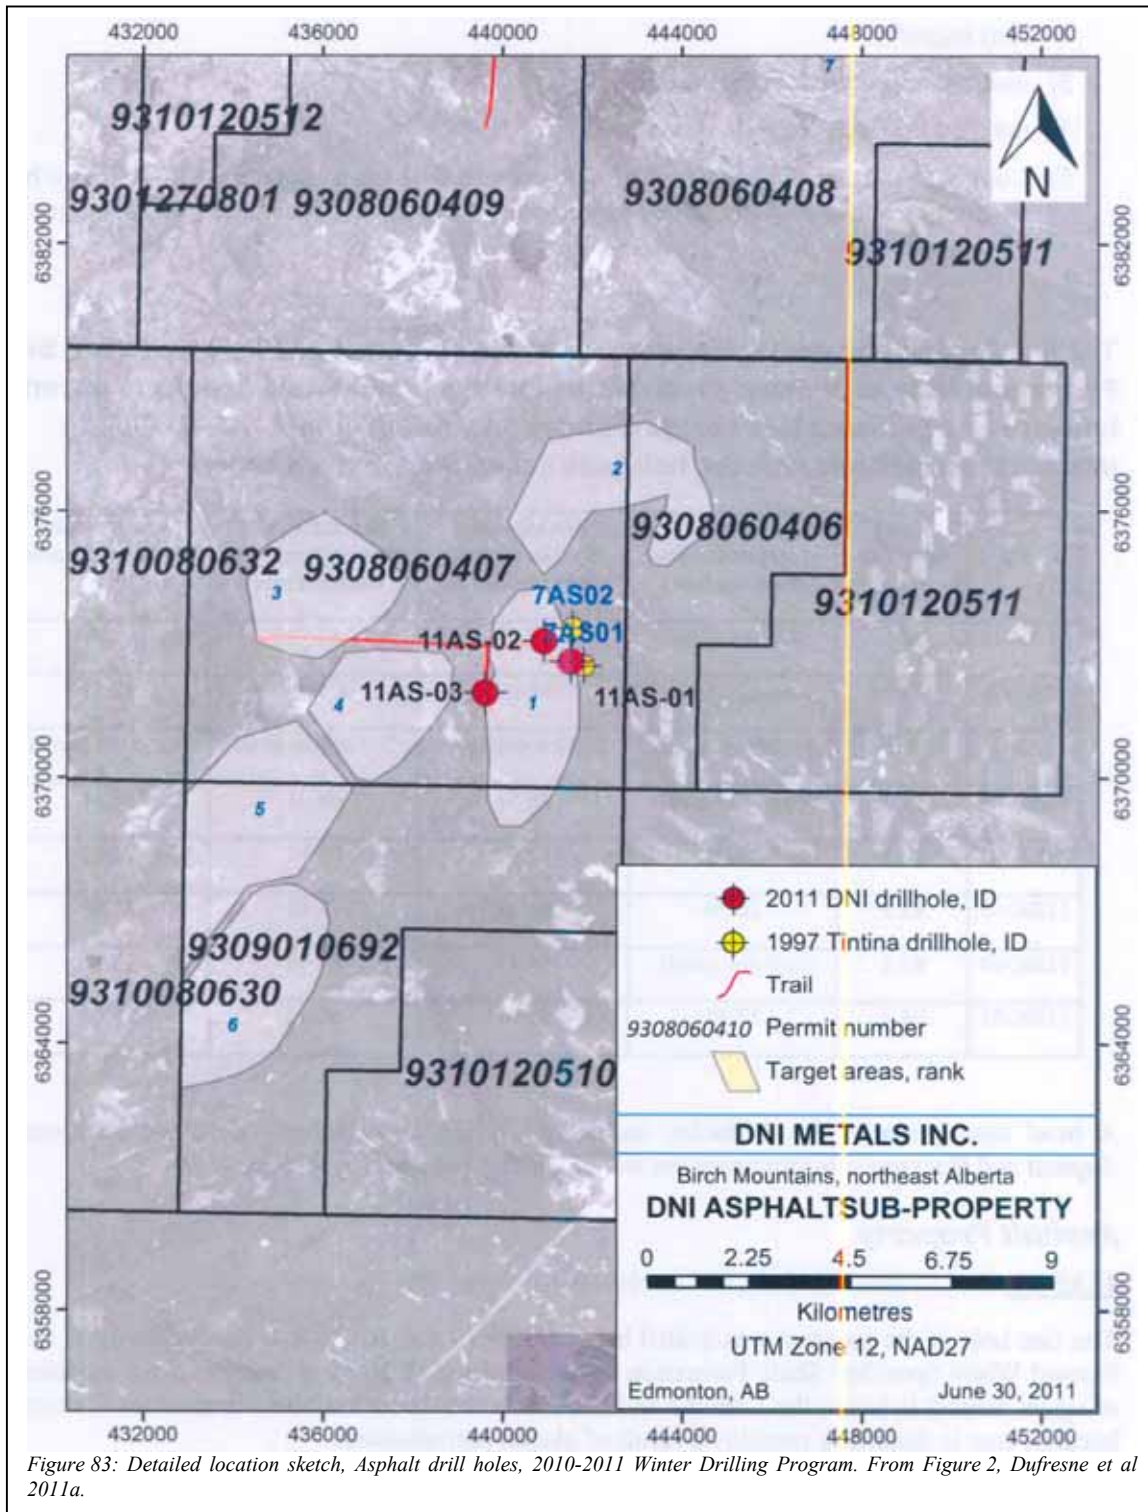 432000 436000 440000 444000 448000 452000
7
N
9310120512
9301270801 9308060409 9308060408
9310120511
6382000 6382000
2
6376000 6376000
9308060406
9310080632 9308060407
3
9310120511
7AS02
7AS01
11AS-02
11AS-03 11AS-01
4 1
6370000 6370000
5
9309010692
9310080630
6
6364000 6364000
9310120510
6358000 6358000
2011 DNI drillhole, ID
1997 Tintina drillhole, ID
Trail
9308060410 Permit number
Target areas, rank
DNI METALS INC.
Birch Mountains, northeast Alberta
DNI ASPHALTSUB-PROPERTY
0 2.25 4.5 6.75 9
Kilometres
UTM Zone 12, NAD27
Edmonton, AB June 30, 2011
432000 436000 440000 444000 448000 452000
Figure 83: Detailed location sketch, Asphalt drill holes, 2010-2011 Winter Drilling Program. From Figure 2, Dufresne et al
2011a.